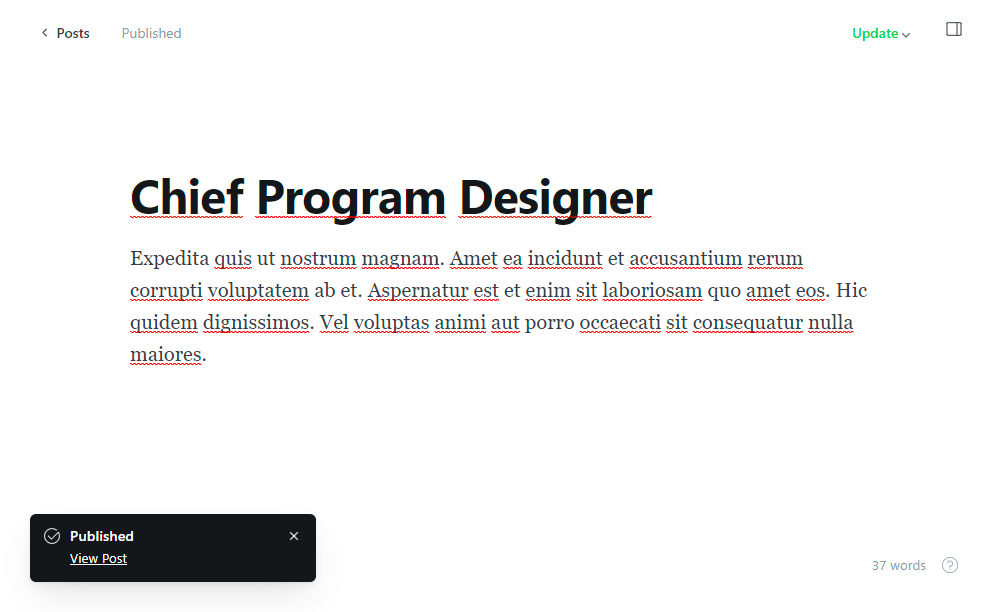 Posts
Published
Update
Chief Program Designer
Expedita quis ut nostrum magnam. Amet ea incidunt et accusantium rerum
corrupti voluptatem ab et. Aspernatur est et enim sit laboriosam quo amet eos. Hic
quidem dignissimos. Vel voluptas animi aut porro occaecati sit consequatur nulla
maiores.
Published
View Post
37 words